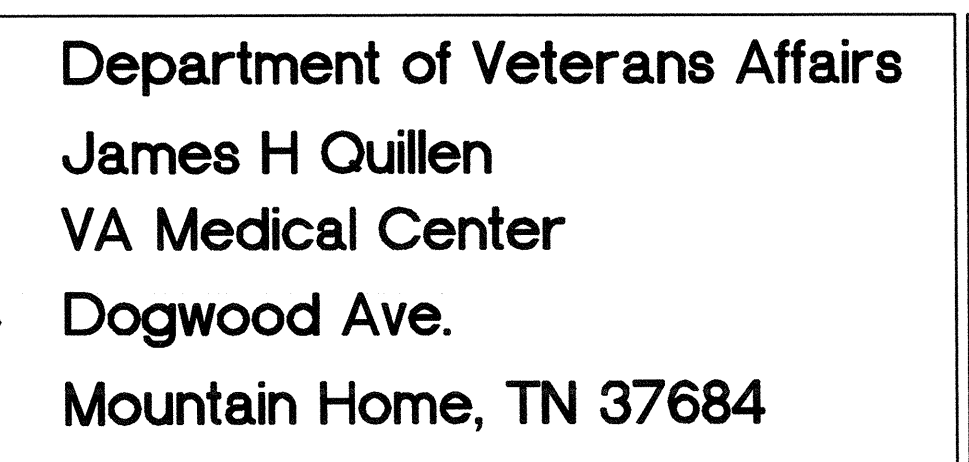 Department of Veterans Affairs
James H Quillen
VA Medical Center
Dogwood Ave.
Mountain Home, TN 37684